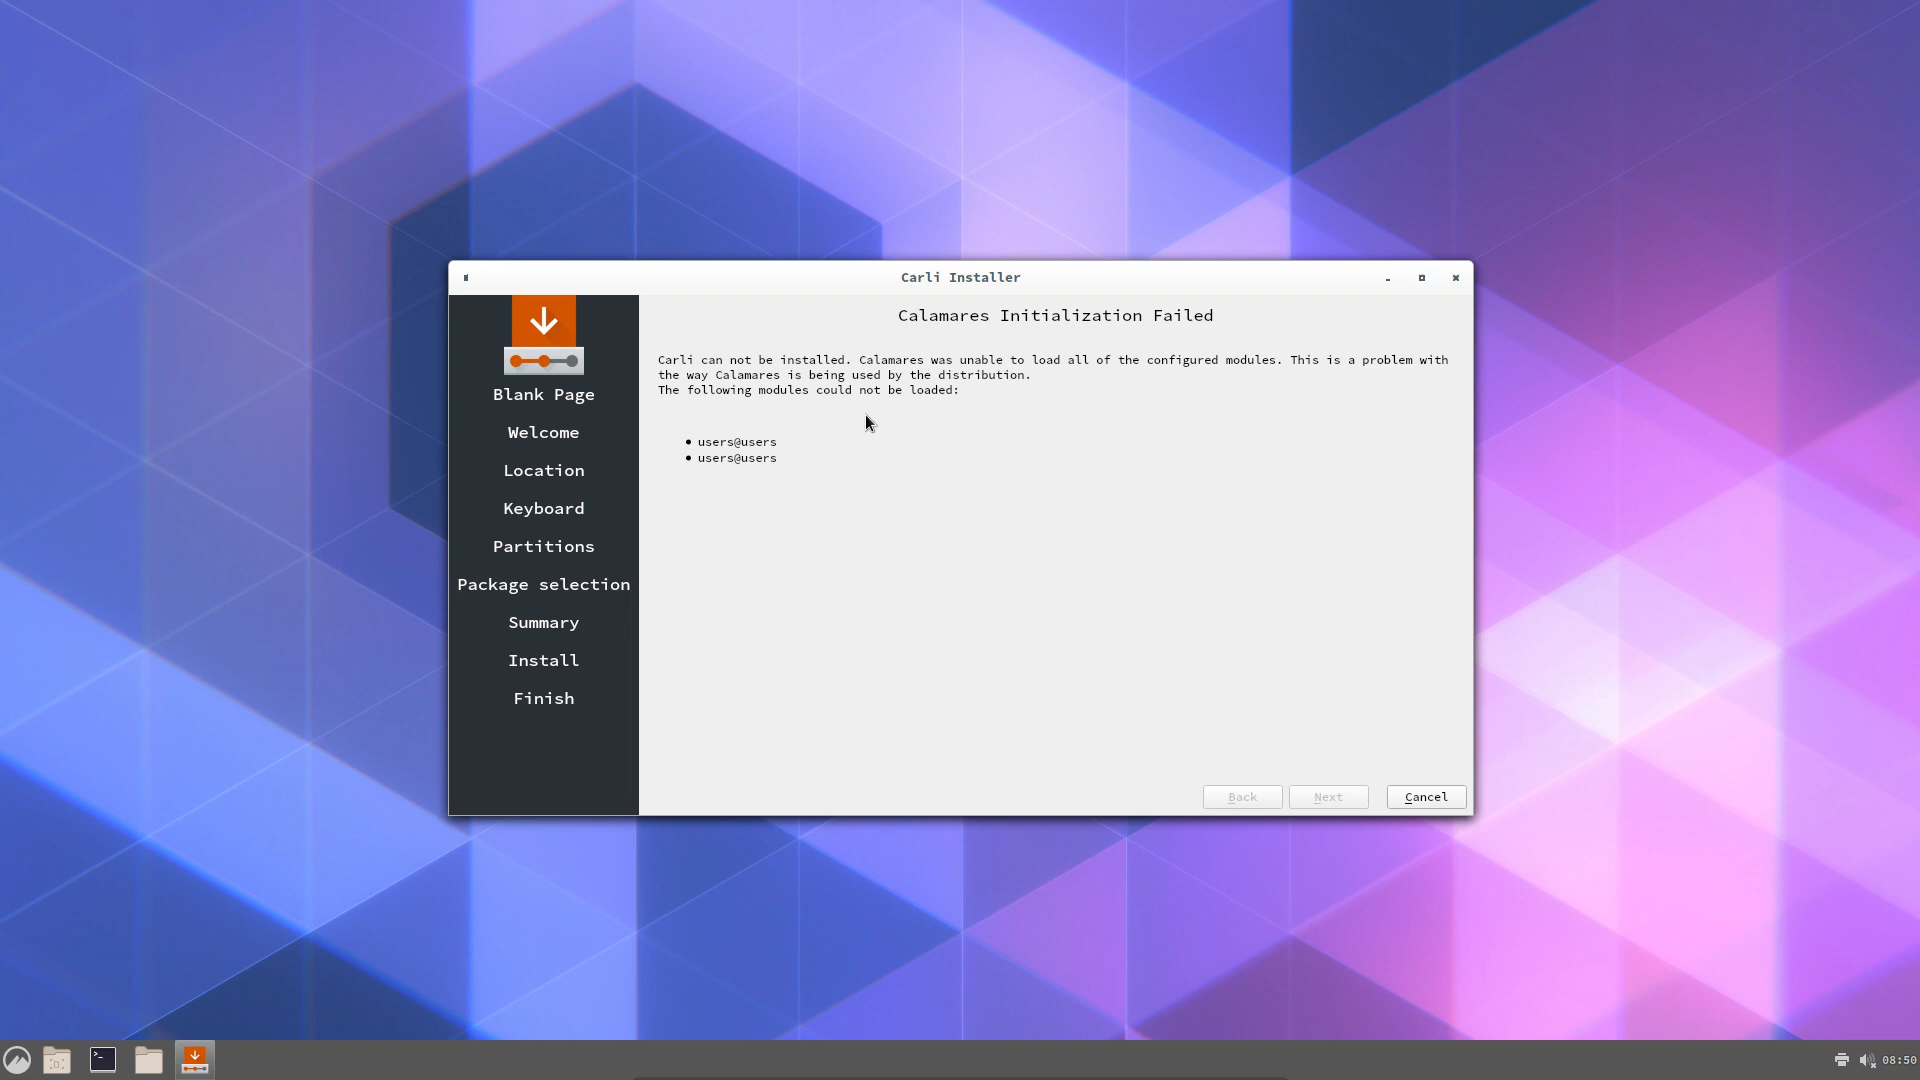 Carli Installer
Blank Page
Welcome
Location
Keyboard
Partitions
Package selection
Summary
Install
Finish
Calamares Initialization Failed
Carli can not be installed. Calamares was unable to load all of the configured modules. This is a problem with
the way Calamares is being used by the distribution.
The following modules could not be loaded:
• users@users
• users@users
Back
Next
Cancel
>_
08:50